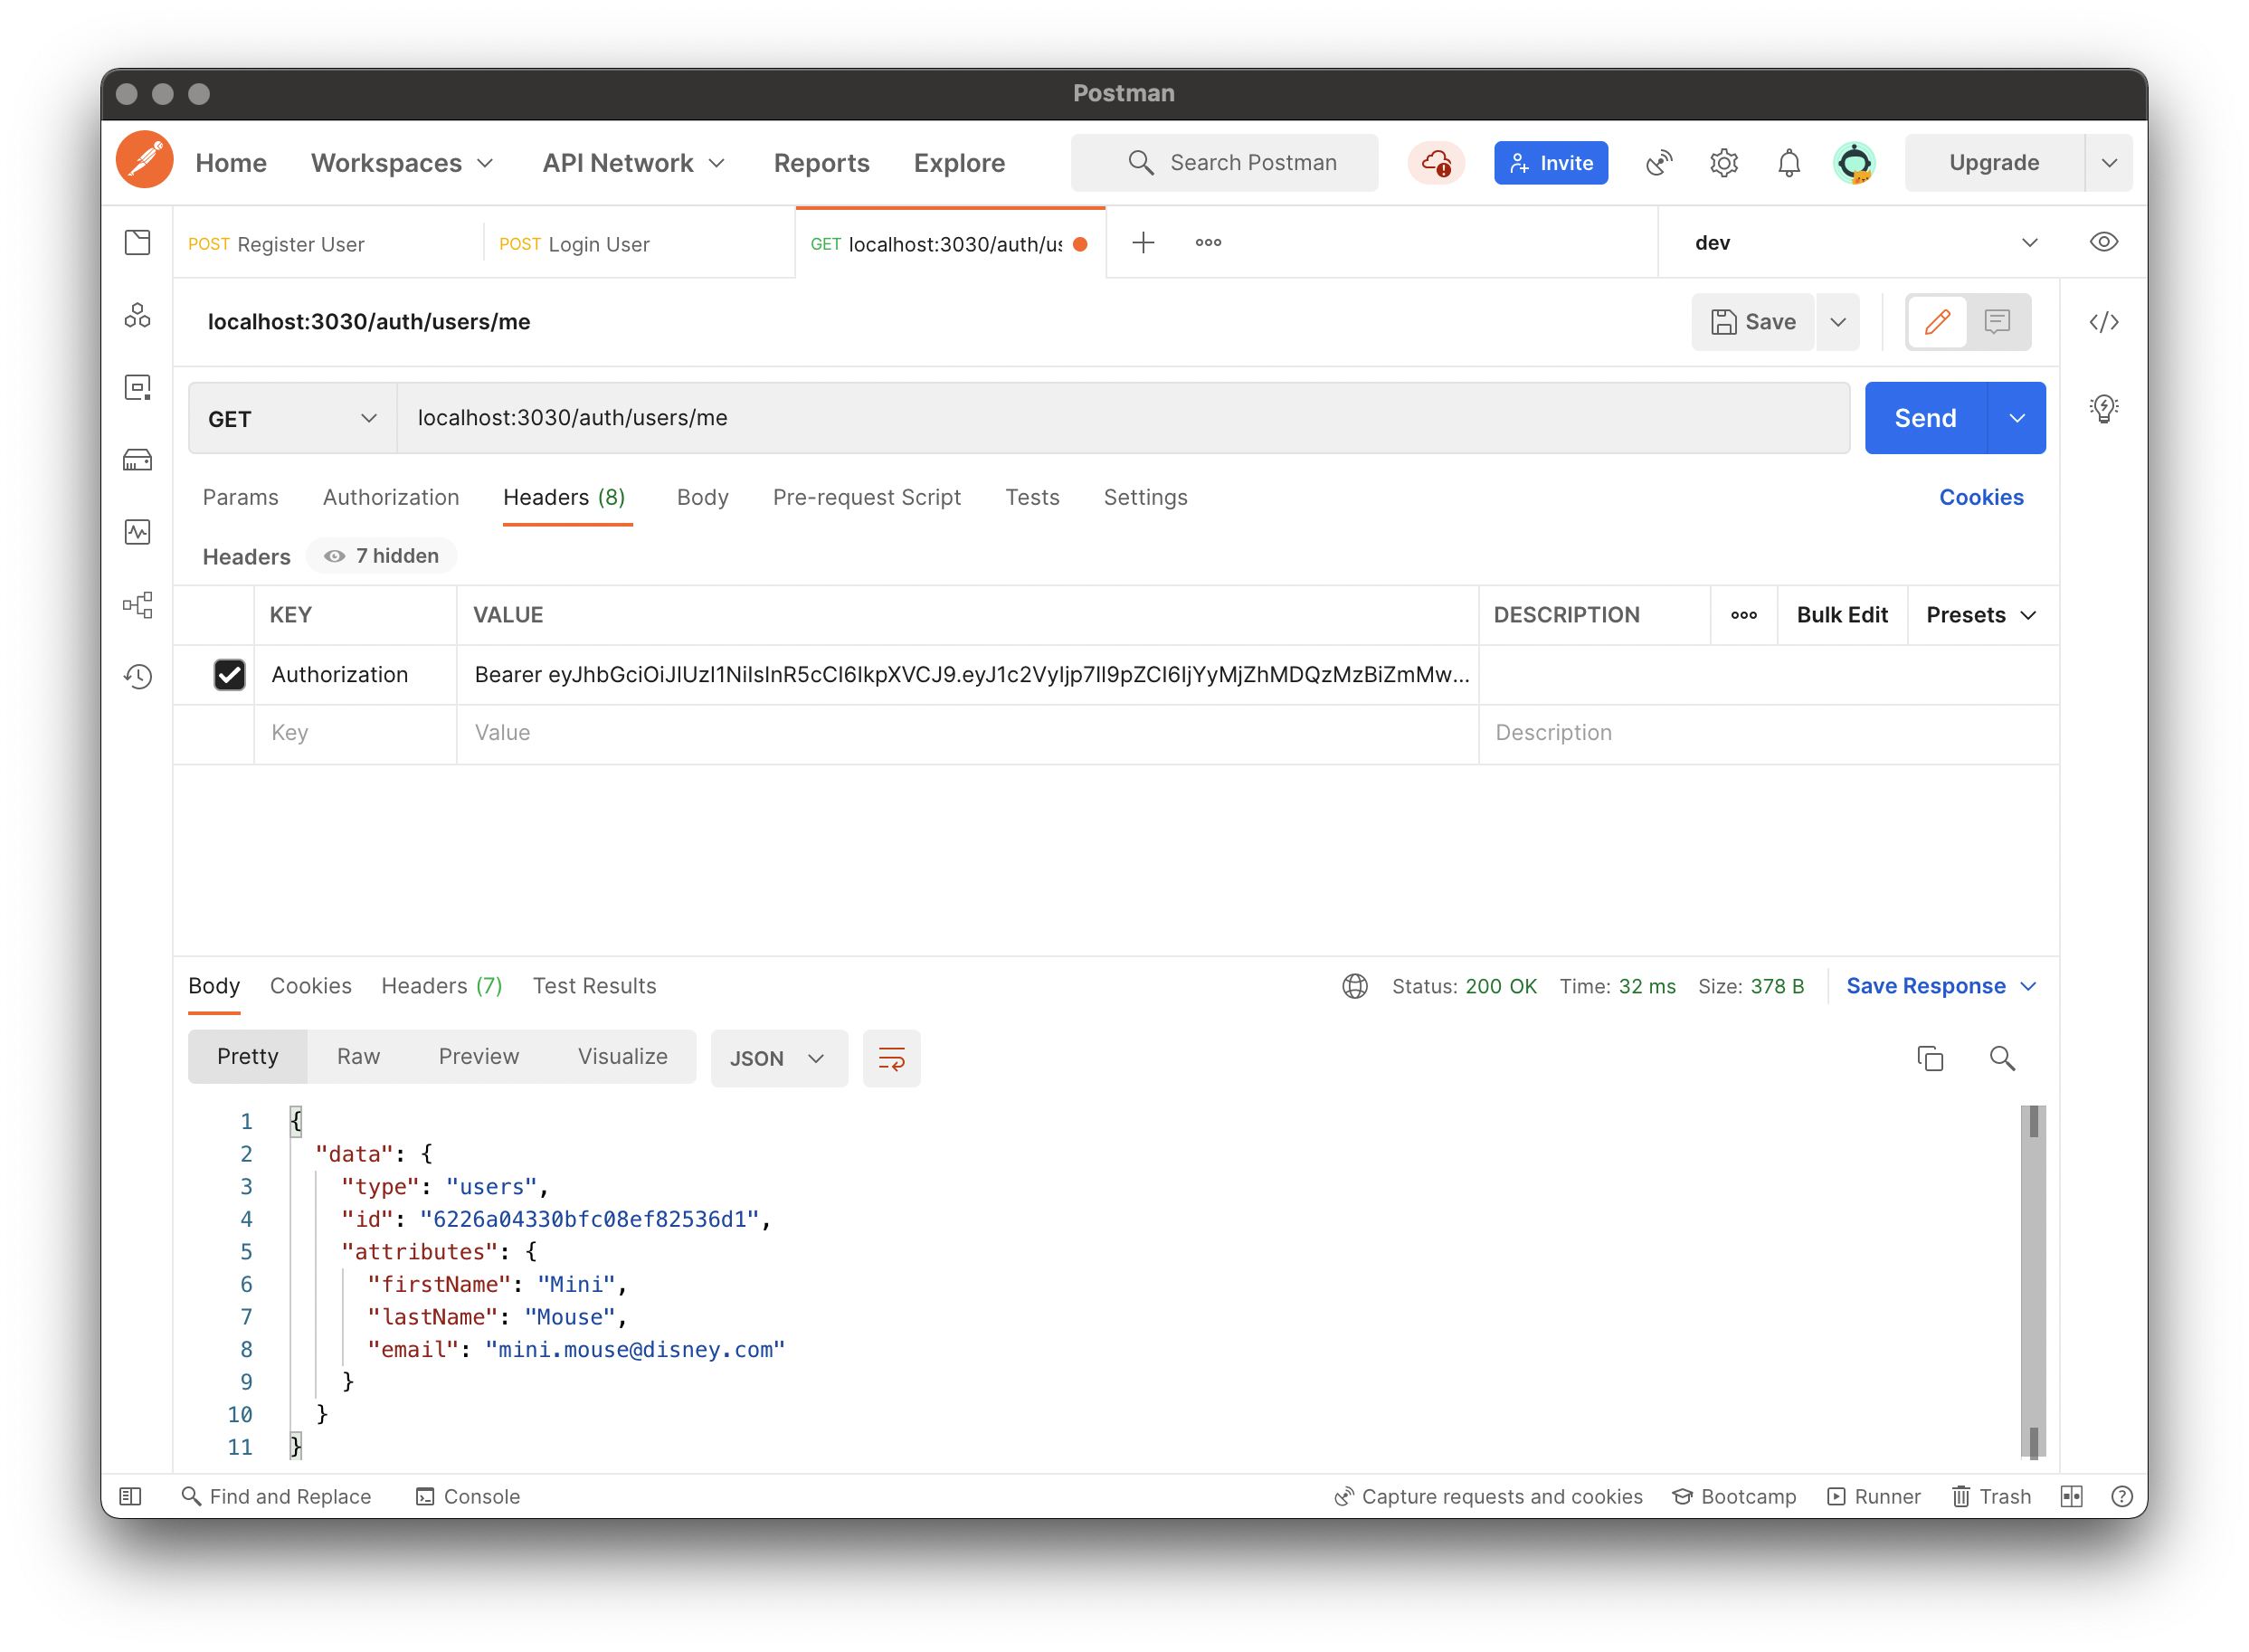 Postman
Home Workspaces API Network Reports Explore Search Postman Invite Upgrade
POST Register User POST Login User GET localhost:3030/auth/us dev
localhost:3030/auth/users/me Save
GET localhost:3030/auth/users/me Send
Params Authorization Headers (8) Body Pre-request Script Tests Settings Cookies
Headers 7 hidden
KEY VALUE DESCRIPTION Bulk Edit Presets
Authorization Bearer eyJhbGciOiJIUzI1NiIsInR5cCI6IkpXVCJ9.eyJ1c2VyIjp7Il9pZCI6IjYyMjZhMDQzMzBiZmMw...
Key Value Description
Body Cookies Headers (7) Test Results Status: 200 OK Time: 32 ms Size: 378 B Save Response
Pretty Raw Preview Visualize JSON
1 {
2 "data": {
3 "type": "users",
4 "id": "6226a04330bfc08ef82536d1",
5 "attributes": {
6 "firstName": "Mini",
7 "lastName": "Mouse",
8 "email": "mini.mouse@disney.com"
9 }
10 }
11 }
Find and Replace Console Capture requests and cookies Bootcamp Runner Trash